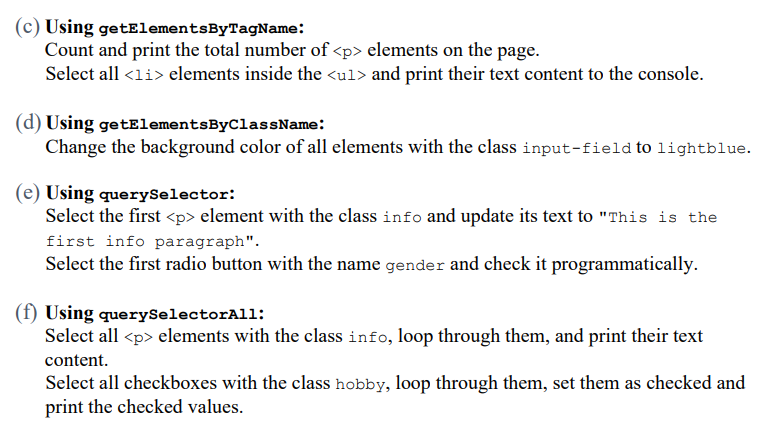 (c) Using getElementsByTagName:
Count and print the total number of <p> elements on the page.
Select all <li> elements inside the <ul> and print their text content to the console.
(d) Using getElementsByClassName:
Change the background color of all elements with the class input-field to lightblue.
(e) Using querySelector:
Select the first <p> element with the class info and update its text to "This is the
first info paragraph".
Select the first radio button with the name gender and check it programmatically.
(f) Using querySelectorAll:
Select all <p> elements with the class info, loop through them, and print their text
content.
Select all checkboxes with the class hobby, loop through them, set them as checked and
print the checked values.